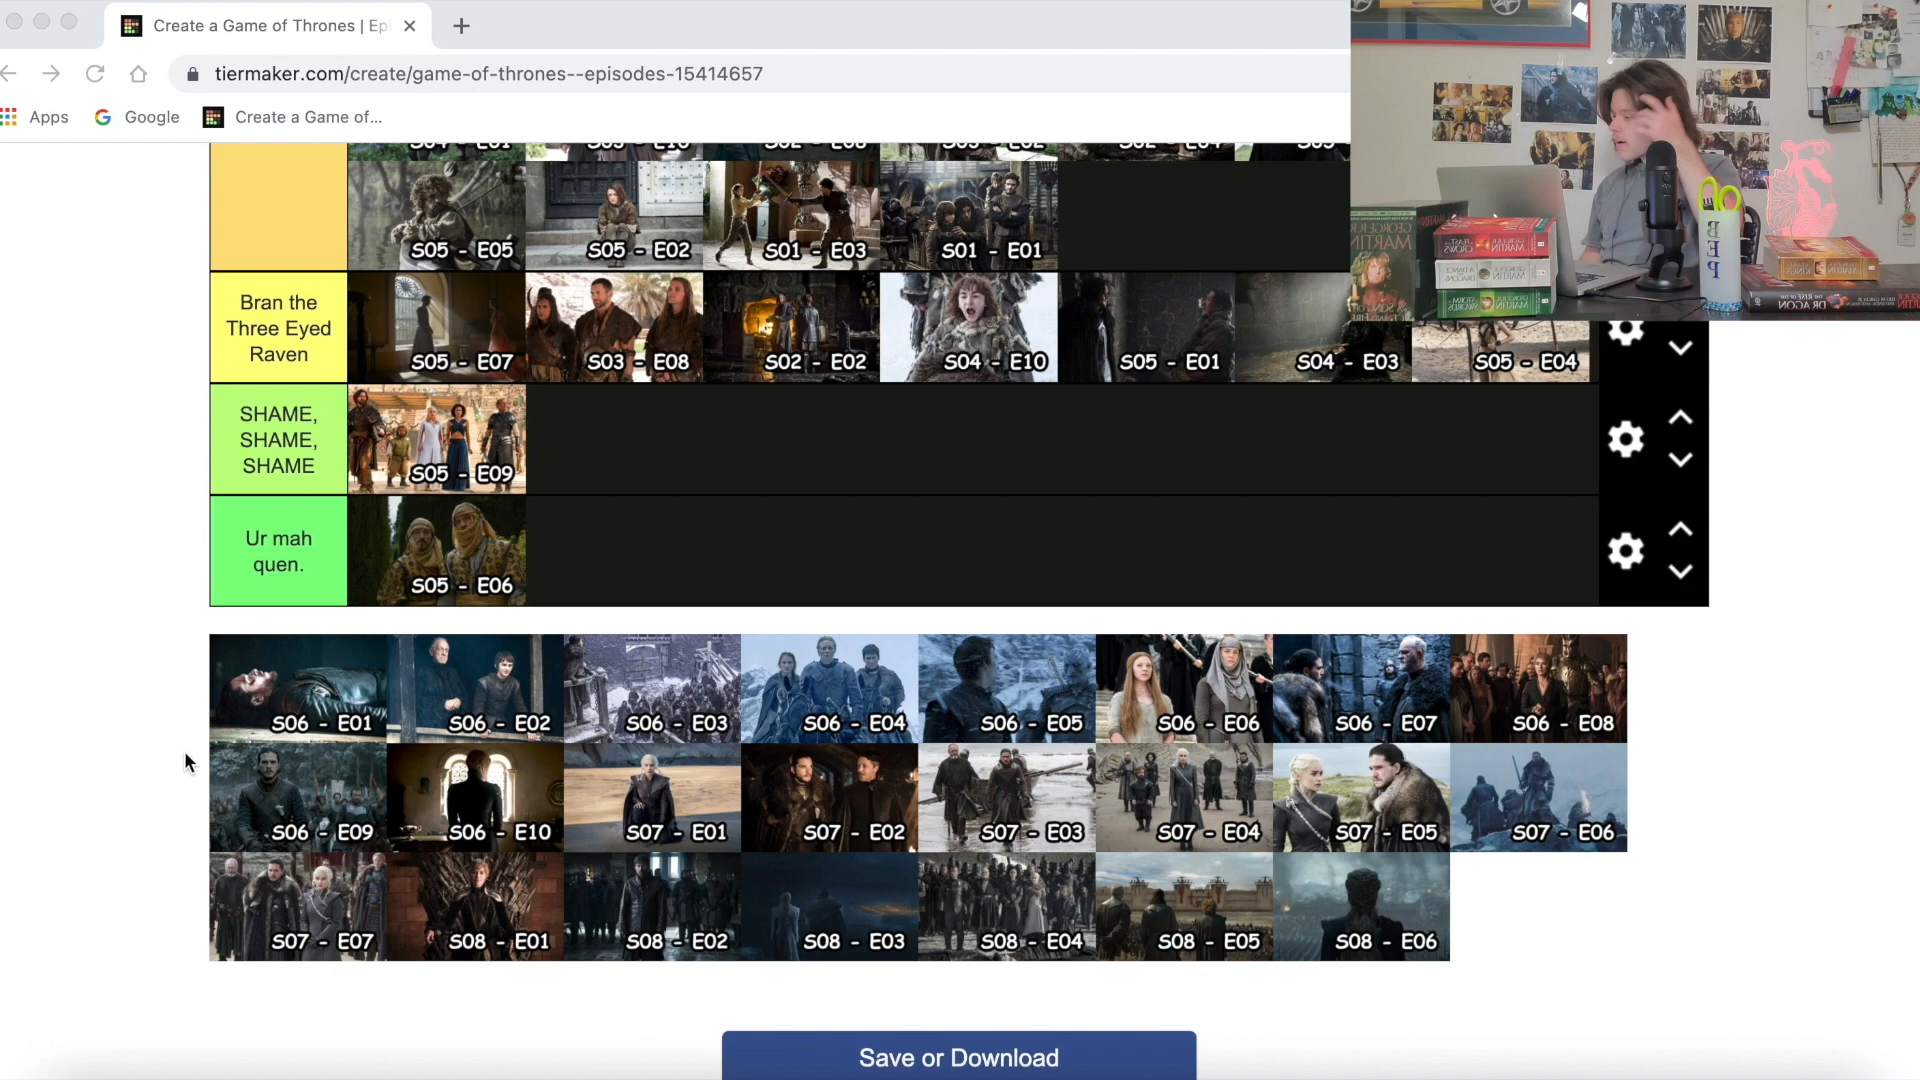 Create a Game of Thrones | Epi
tiermaker.com/create/game-of-thrones--episodes-15414657
Apps
Google
Create a Game of...
S05 - E05
S05 - E02
S01 - E03
S01 - E01
Bran the
Three Eyed
Raven
S05 - E07
S03 - E08
S02 - E02
S04 - E10
S05 - E01
S04 - E03
S05 - E04
SHAME,
SHAME,
SHAME
S05 - E09
Ur mah
quen.
S05 - E06
S06 - E01
S06 - E02
S06 - E03
S06 - E04
S06 - E05
S06 - E06
S06 - E07
S06 - E08
S06 - E09
S06 - E10
S07 - E01
S07 - E02
S07 - E03
S07 - E04
S07 - E05
S07 - E06
S07 - E07
S08 - E01
S08 - E02
S08 - E03
S08 - E04
S08 - E05
S08 - E06
Save or Download
MARTIN
DRAGON